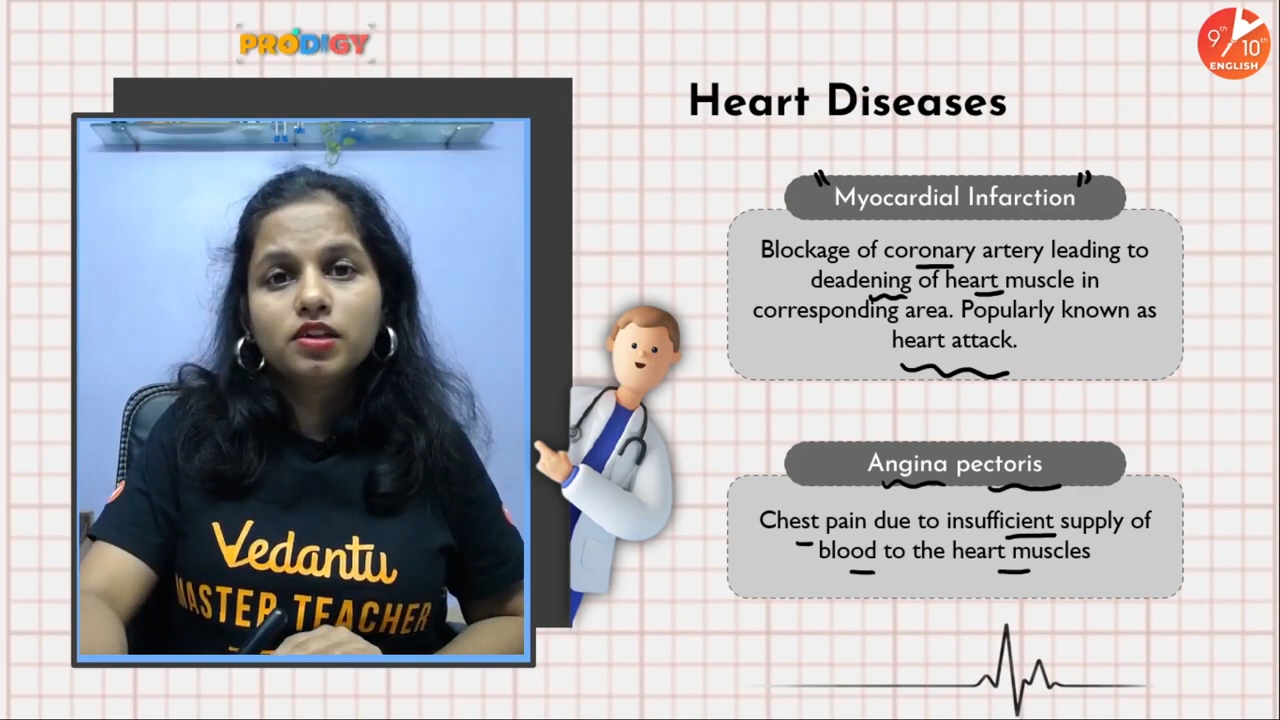 PRODIGY
9th 10th
ENGLISH
Heart Diseases
"Myocardial Infarction"
Blockage of coronary artery leading to
deadening of heart muscle in
corresponding area. Popularly known as
heart attack.
Angina pectoris
Chest pain due to insufficient supply of
blood to the heart muscles
Vedantu
MASTER TEACHER